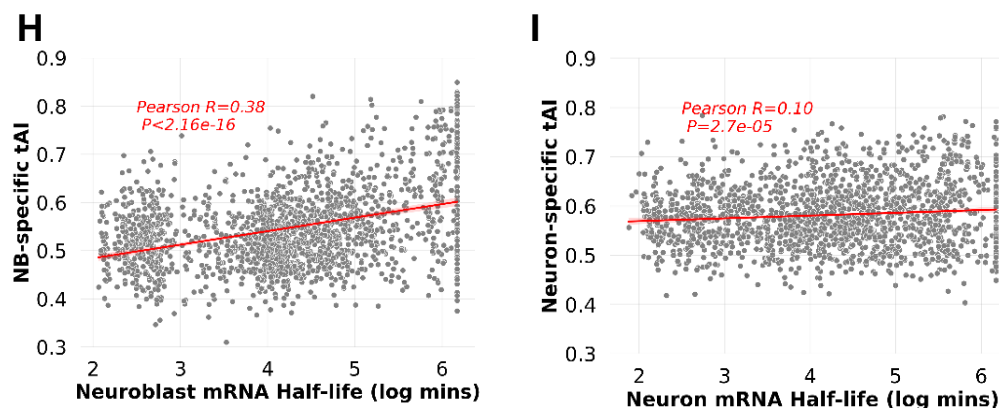 H
0.9
0.8
0.7
0.6
0.5
0.4
0.3
NB-specific tAI
Pearson R=0.38
P<2.16e-16
2 3 4 5 6
Neuroblast mRNA Half-life (log mins)
I
0.9
0.8
0.7
0.6
0.5
0.4
0.3
Neuron-specific tAI
Pearson R=0.10
P=2.7e-05
2 3 4 5 6
Neuron mRNA Half-life (log mins)